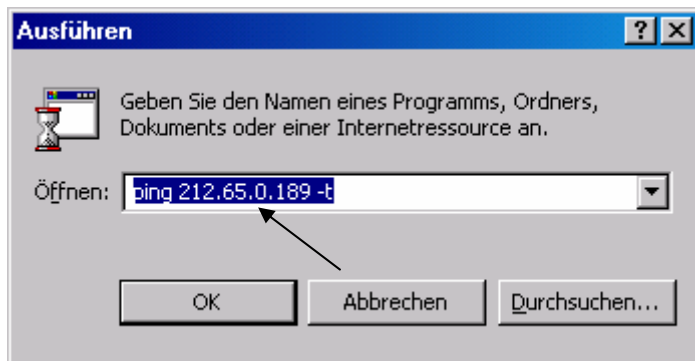 Ausführen
Geben Sie den Namen eines Programms, Ordners,
Dokuments oder einer Internetressource an.
Öffnen: ping 212.65.0.189 -t
OK Abbrechen Durchsuchen...